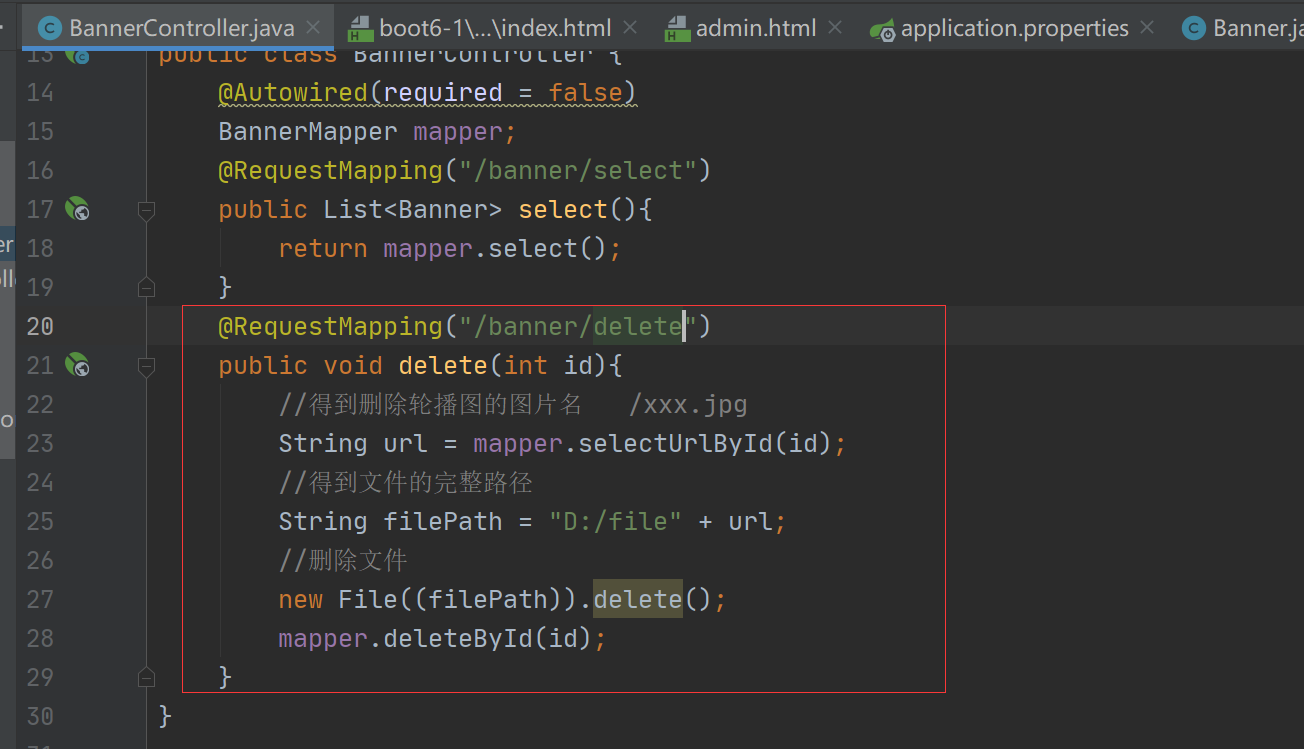 BannerController.java boot6-1\...\index.html admin.html application.properties Banner.ja
13 public class BannerController {
14 @Autowired(required = false)
15 BannerMapper mapper;
16 @RequestMapping("/banner/select")
17 public List<Banner> select(){
18 return mapper.select();
19 }
20 @RequestMapping("/banner/delete")
21 public void delete(int id){
22 //得到删除轮播图的图片名 /xxx.jpg
23 String url = mapper.selectUrlById(id);
24 //得到文件的完整路径
25 String filePath = "D:/file" + url;
26 //删除文件
27 new File((filePath)).delete();
28 mapper.deleteById(id);
29 }
30 }